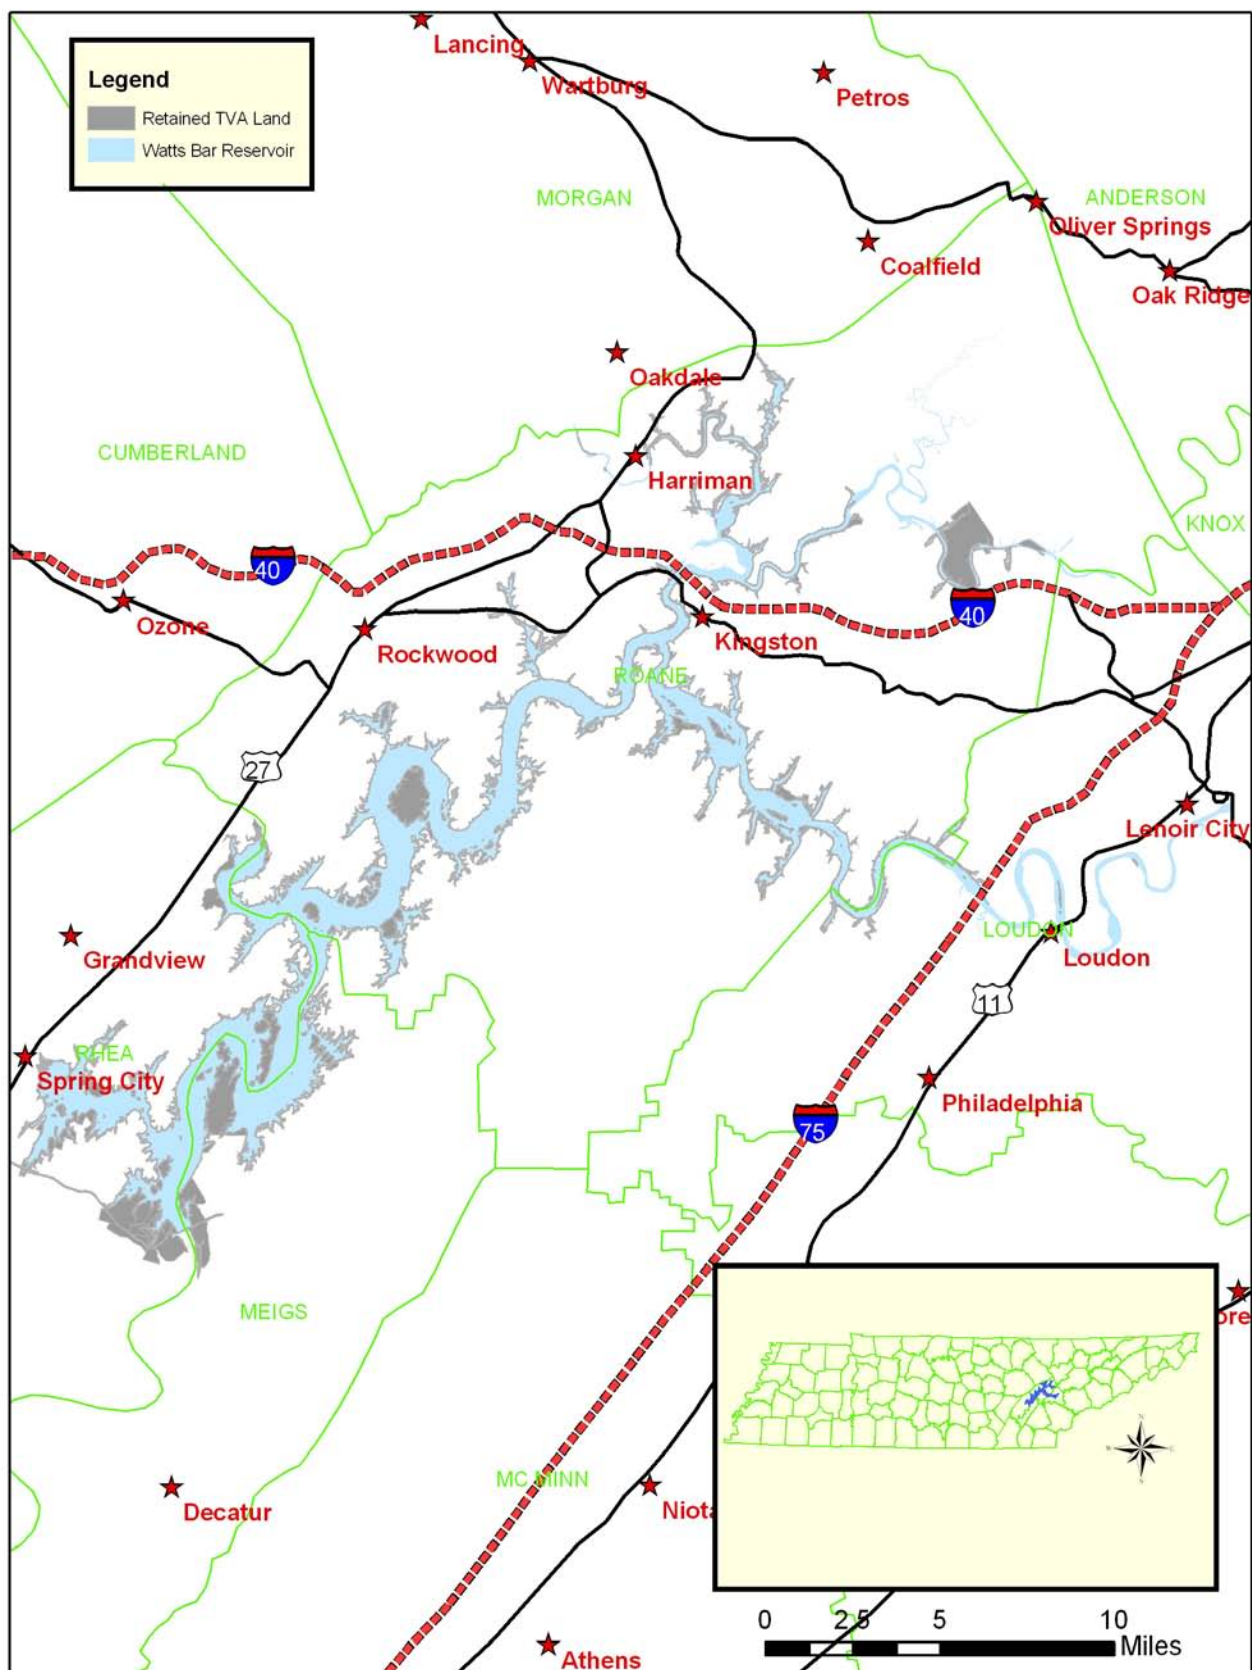 Lancing
Wartburg
Petros
Legend
Retained TVA Land
Watts Bar Reservoir
MORGAN
ANDERSON
Oliver Springs
Coalfield
Oak Ridge
Oakdale
CUMBERLAND
Harriman
KNOX
40
40
Ozone
Rockwood
Kingston
ROANE
27
Lenoir City
Grandview
LOUDON
Loudon
11
RHEA
Spring City
Philadelphia
75
MEIGS
ore
MC MINN
Decatur
Niota
0 2.5 5 10
Miles
Athens